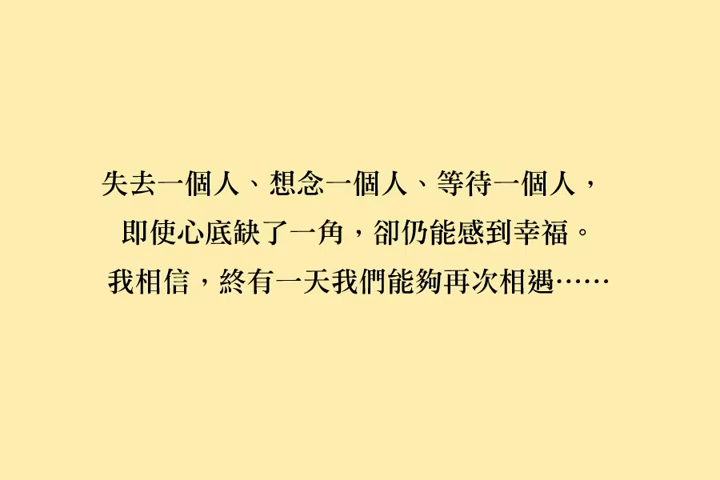 失去一個人、想念一個人、等待一個人，
即使心底缺了一角，卻仍能感到幸福。
我相信，終有一天我們能夠再次相遇⋯⋯